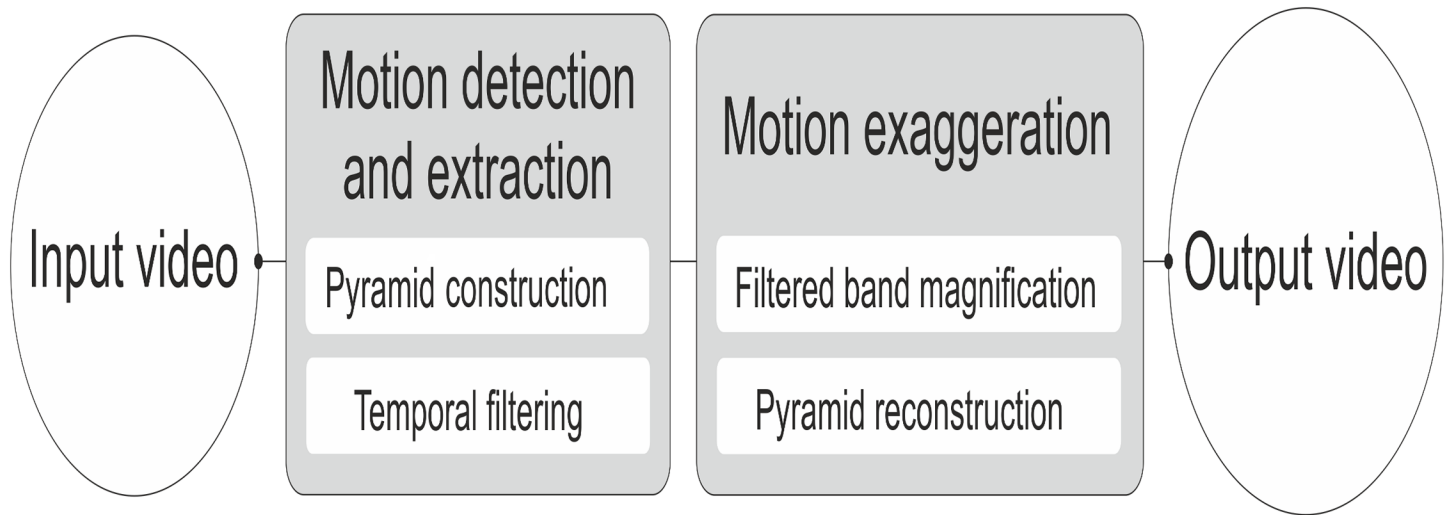 Input video
Motion detection
and extraction
Pyramid construction
Temporal filtering
Motion exaggeration
Filtered band magnification
Pyramid reconstruction
Output video